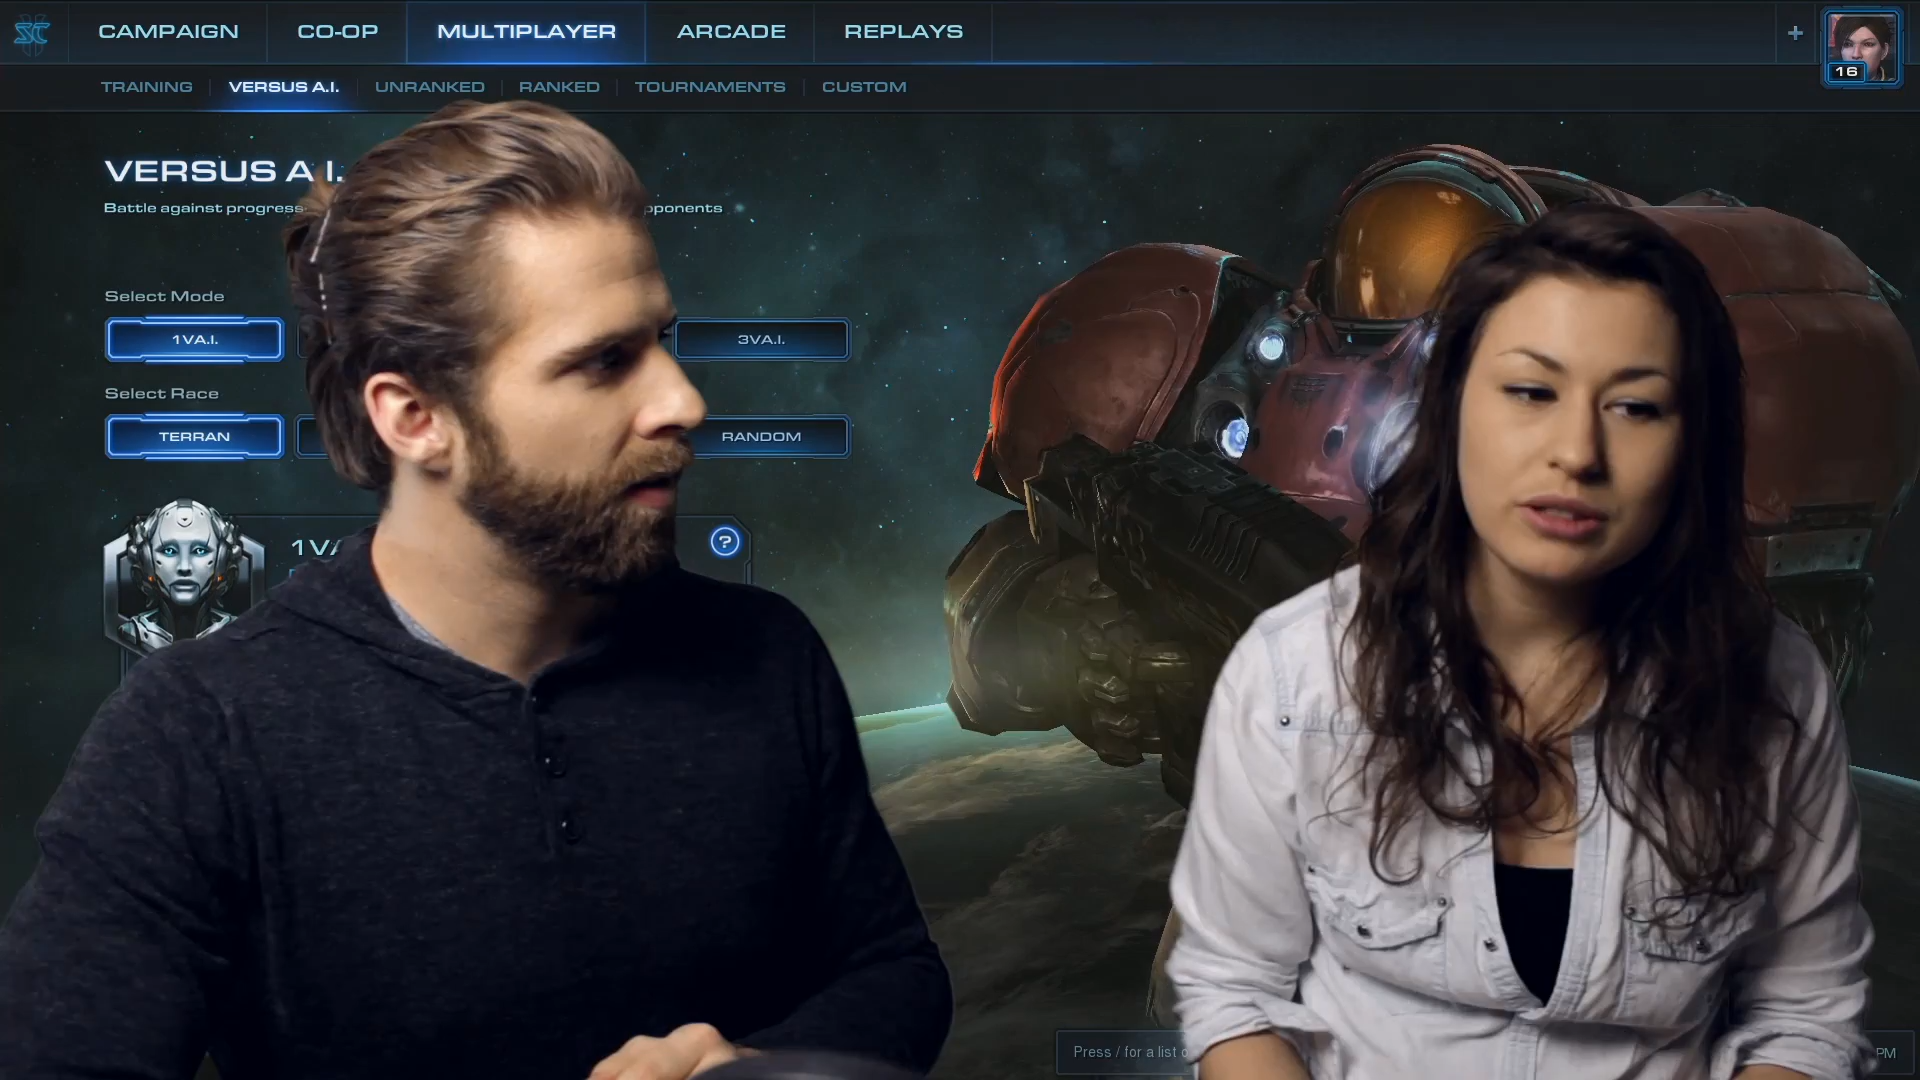 CAMPAIGN CO-OP MULTIPLAYER ARCADE REPLAYS
+
16
TRAINING VERSUS A.I. UNRANKED RANKED TOURNAMENTS CUSTOM
VERSUS A.I.
Battle against progress pponents
Select Mode
1VA.I. 3VA.I.
Select Race
TERRAN RANDOM
1VA
?
Press / for a list o
PM